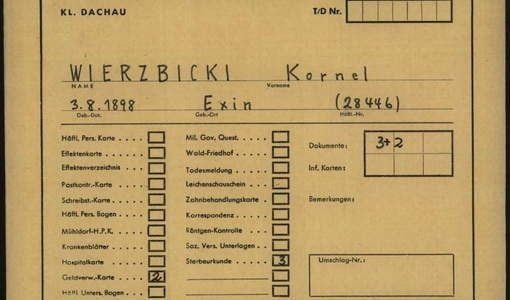 KL. DACHAU T/D Nr.
WIERZBICKI Kornel
NAME Vorname
3.8.1898 Exin (28446)
Geb.-Dat. Geb.-Ort Häftl.-Nr.
Häftl. Pers. Karte . . . . Mil. Gov. Quest. . . . . Dokumente: 3+2
Effektenkarte . . . . . Wald-Friedhof . . . . . Inf. Karten:
Effektenverzeichnis . . . Todesmeldung . . . . .
Postkontr.-Karte . . . . Leichenschauschein . . . Bemerkungen:
Schreibst.-Karte . . . . Zahnbehandlungskarte .
Häftl. Pers. Bogen . . . . Korrespondenz . . . . .
Mühldorf-H.P.K. . . . . Röntgen-Kontrolle . . .
Krankenblätter . . . . . Soz. Vers. Unterlagen . .
Hospitalkarte . . . . . Sterbeurkunde . . . . . 3 Umschlag-Nr.:
Geldverw.-Karte . . . . 2
Häftl. Unters. Bogen . . .